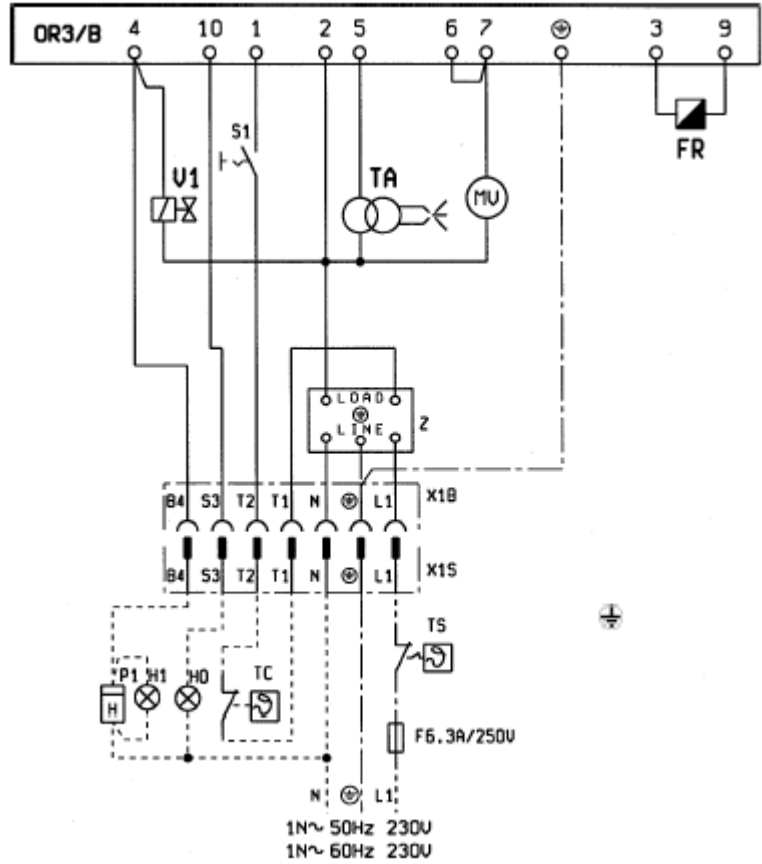 OR3/B 4 10 1 2 5 6 7 3 9
S1
V1 TA MV FR
LOAD
LINE Z
B4 S3 T2 T1 N L1 X1B
B4 S3 T2 T1 N L1 X1S
TS
P1 H1 H0 TC
H
F6.3A/250V
N L1
1N~ 50Hz 230V
1N~ 60Hz 230V